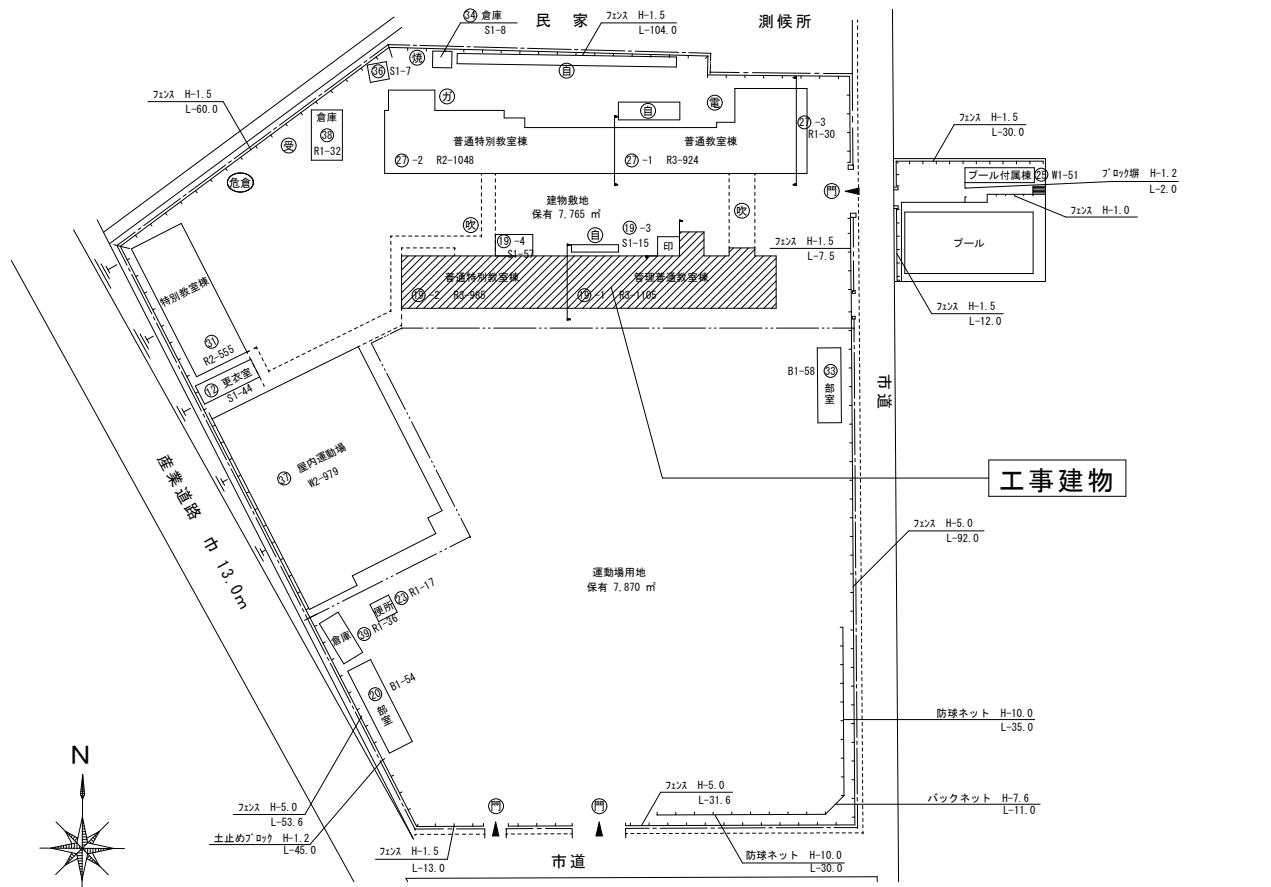 ㉞ 倉庫
S1-8
民 家
フェンス H-1.5
L-104.0
測候所
㊱ S1-7
焼
自
フェンス H-1.5
L-60.0
ガ
自
電
倉庫
㊳
R1-32
受
危倉
㉗-3
R1-30
普通特別教室棟
㉗-2 R2-1048
普通教室棟
㉗-1 R3-924
フェンス H-1.5
L-30.0
プール付属棟 ㉕ W1-51
ブロック塀 H-1.2
L-2.0
フェンス H-1.0
プール
フェンス H-1.5
L-12.0
門
建物敷地
保有 7.765 ㎡
吹
吹
⑲-4
S1-57
自
⑲-3
S1-15
印
フェンス H-1.5
L-7.5
普通特別教室棟
⑲-2 R3-985
管理普通教室棟
⑲-1 R3-1105
特別教室棟
㉛
R2-555
⑫ 更衣室
S1-44
B1-58 ㉝
部室
市道
㊲ 屋内運動場
W2-979
産業道路 巾 13.0m
工事建物
フェンス H-5.0
L-92.0
運動場用地
保有 7.870 ㎡
便所 ㉓ R1-17
倉庫 ㊴ R1-36
⑳ B1-54
部室
防球ネット H-10.0
L-35.0
N
フェンス H-5.0
L-53.6
土止めブロック H-1.2
L-45.0
フェンス H-1.5
L-13.0
門
門
フェンス H-5.0
L-31.6
バックネット H-7.6
L-11.0
市道
防球ネット H-10.0
L-30.0